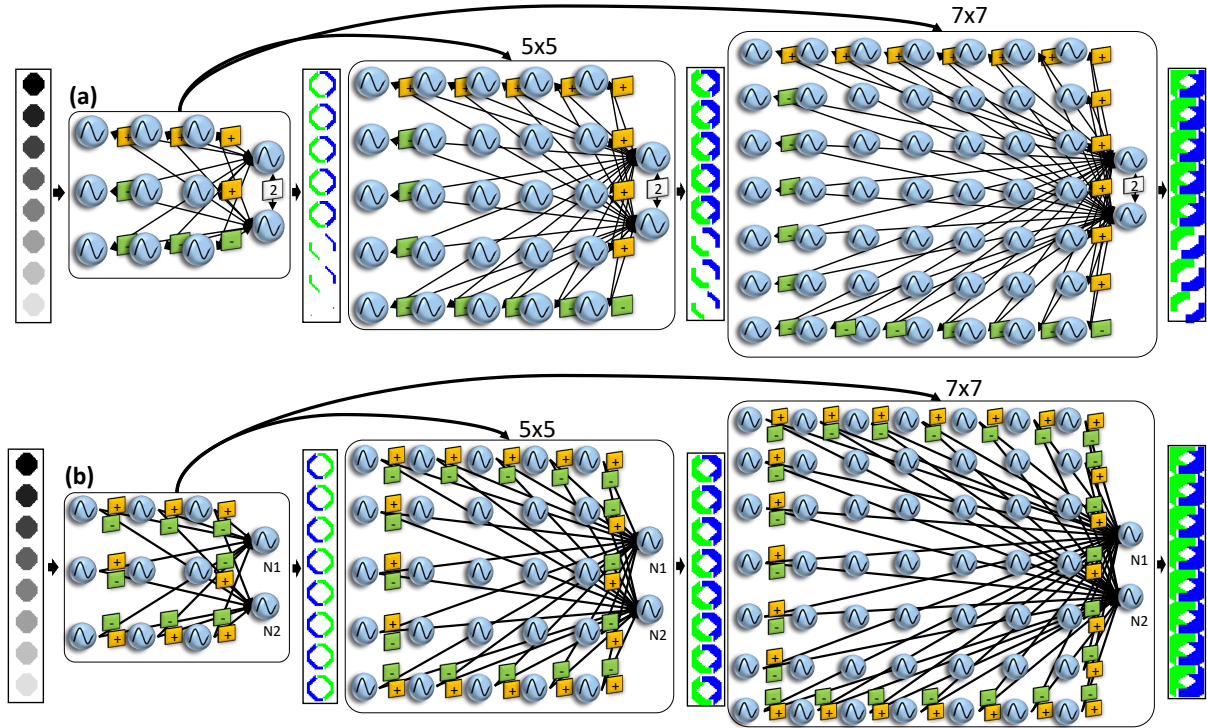 7x7
5x5
(a)
+ + + + + + +
+ + + + +
-
+ + +
- + - +
2 2 2
- + - + - +
- + - +
- - -
- +
- - - - -
- - - - - - -
7x7
5x5
(b)
+ + + + + + +
- - - - - - -
+ + + + +
- - - - -
+ + +
- - -
N1 N1 N1
N2 N2 N2
- - -
+ + +
- - - - -
+ + + + +
- - - - - - -
+ + + + + + +